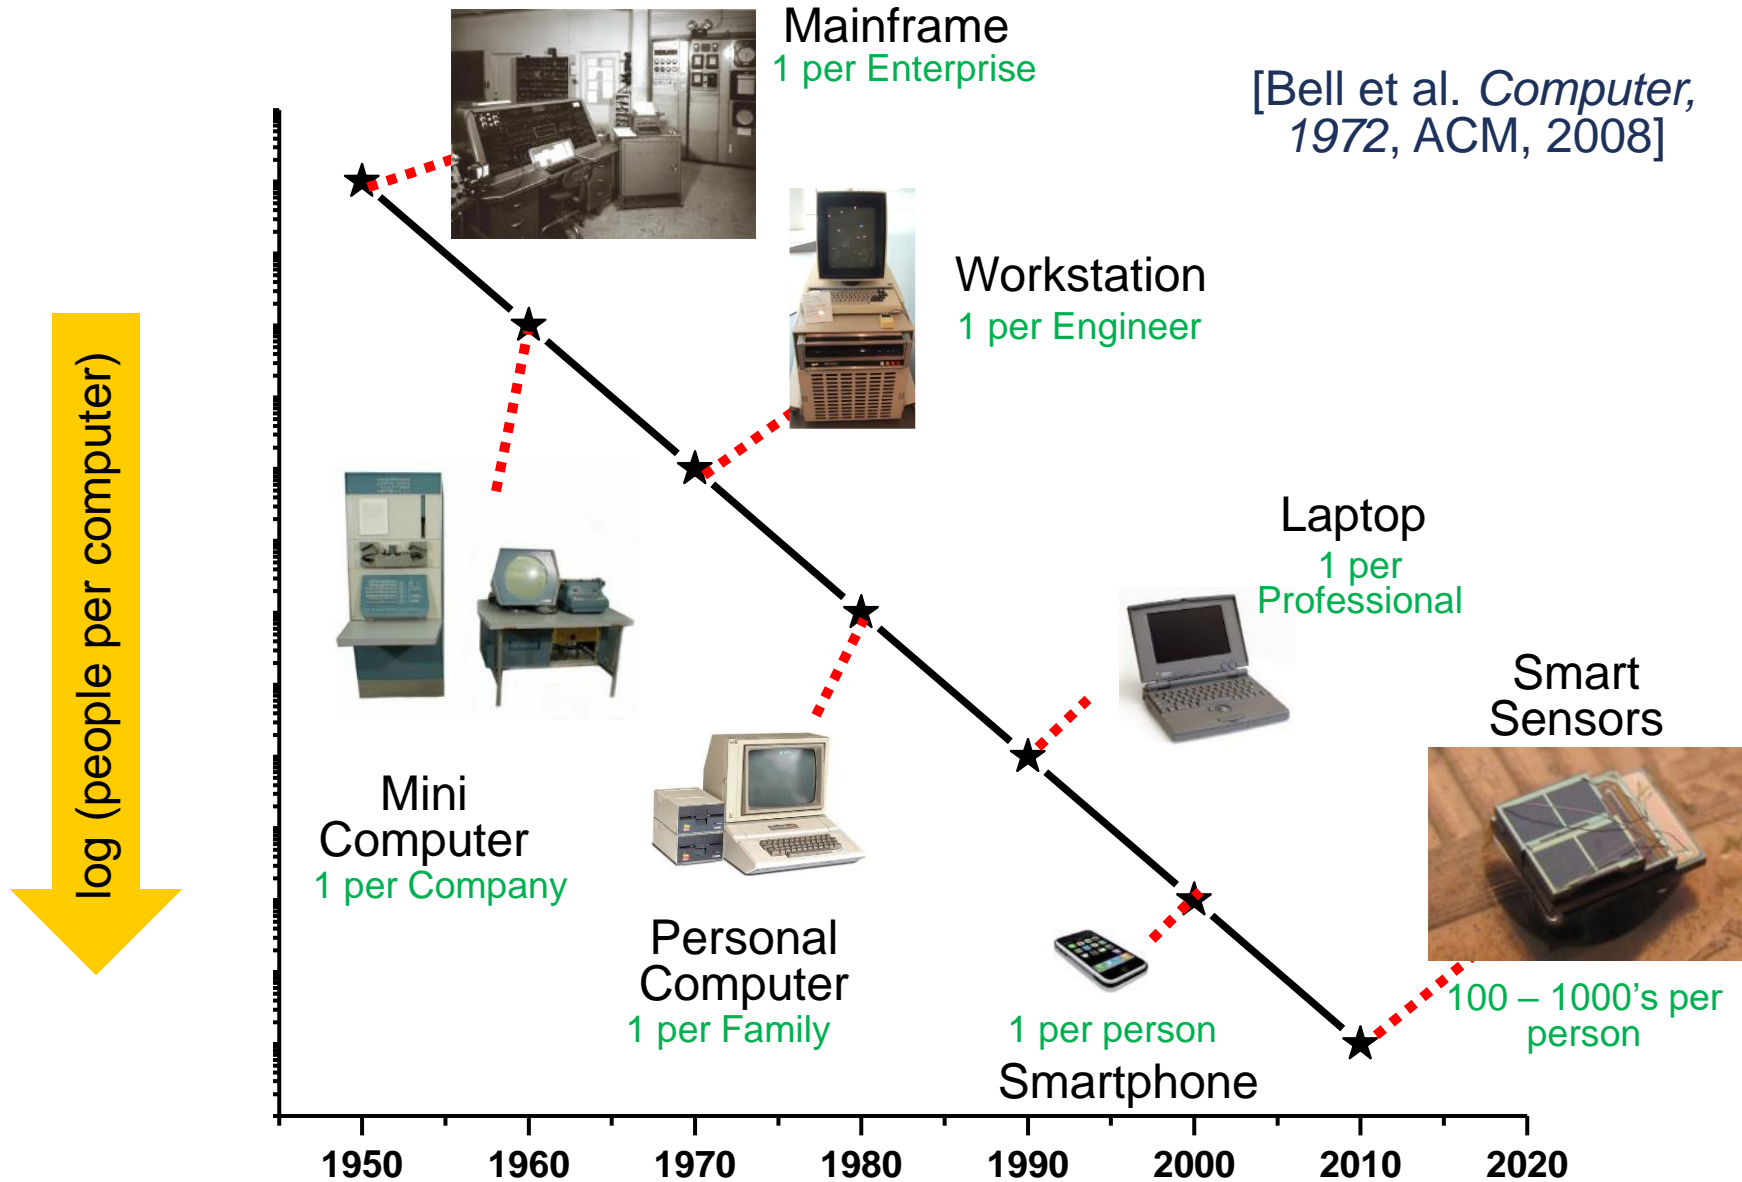 Mainframe
1 per Enterprise
[Bell et al. Computer,
1972, ACM, 2008]
Workstation
1 per Engineer
log (people per computer)
Laptop
1 per
Professional
Smart
Sensors
Mini
Computer
1 per Company
Personal
Computer
1 per Family
1 per person
Smartphone
100 – 1000’s per
person
1950 1960 1970 1980 1990 2000 2010 2020